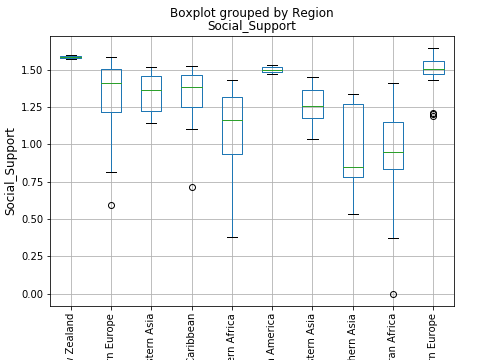 Boxplot grouped by Region
Social_Support
Social_Support
1.50
1.25
1.00
0.75
0.50
0.25
0.00
Zealand
Europe
Asia
Caribbean
Africa
America
Asia
Asia
Africa
Europe